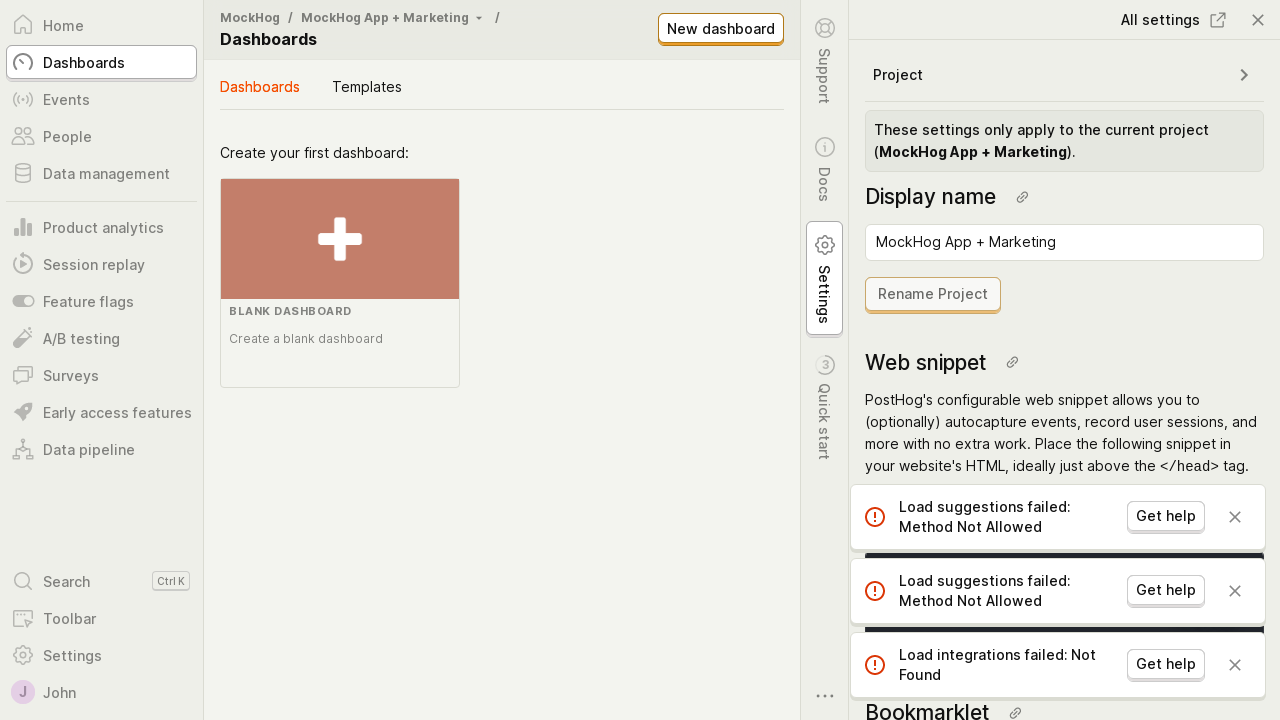 Home
Dashboards
Events
People
Data management
Product analytics
Session replay
Feature flags
A/B testing
Surveys
Early access features
Data pipeline
Search
Ctrl K
Toolbar
Settings
J
John
MockHog / MockHog App + Marketing /
Dashboards
New dashboard
Dashboards
Templates
Create your first dashboard:
BLANK DASHBOARD
Create a blank dashboard
Support
Docs
Settings
3
Quick start
All settings
Project
These settings only apply to the current project
(MockHog App + Marketing).
Display name
MockHog App + Marketing
Rename Project
Web snippet
PostHog's configurable web snippet allows you to
(optionally) autocapture events, record user sessions, and
more with no extra work. Place the following snippet in
your website's HTML, ideally just above the </head> tag.
Load suggestions failed:
Method Not Allowed
Get help
Load suggestions failed:
Method Not Allowed
Get help
Load integrations failed: Not
Found
Get help
Bookmarklet